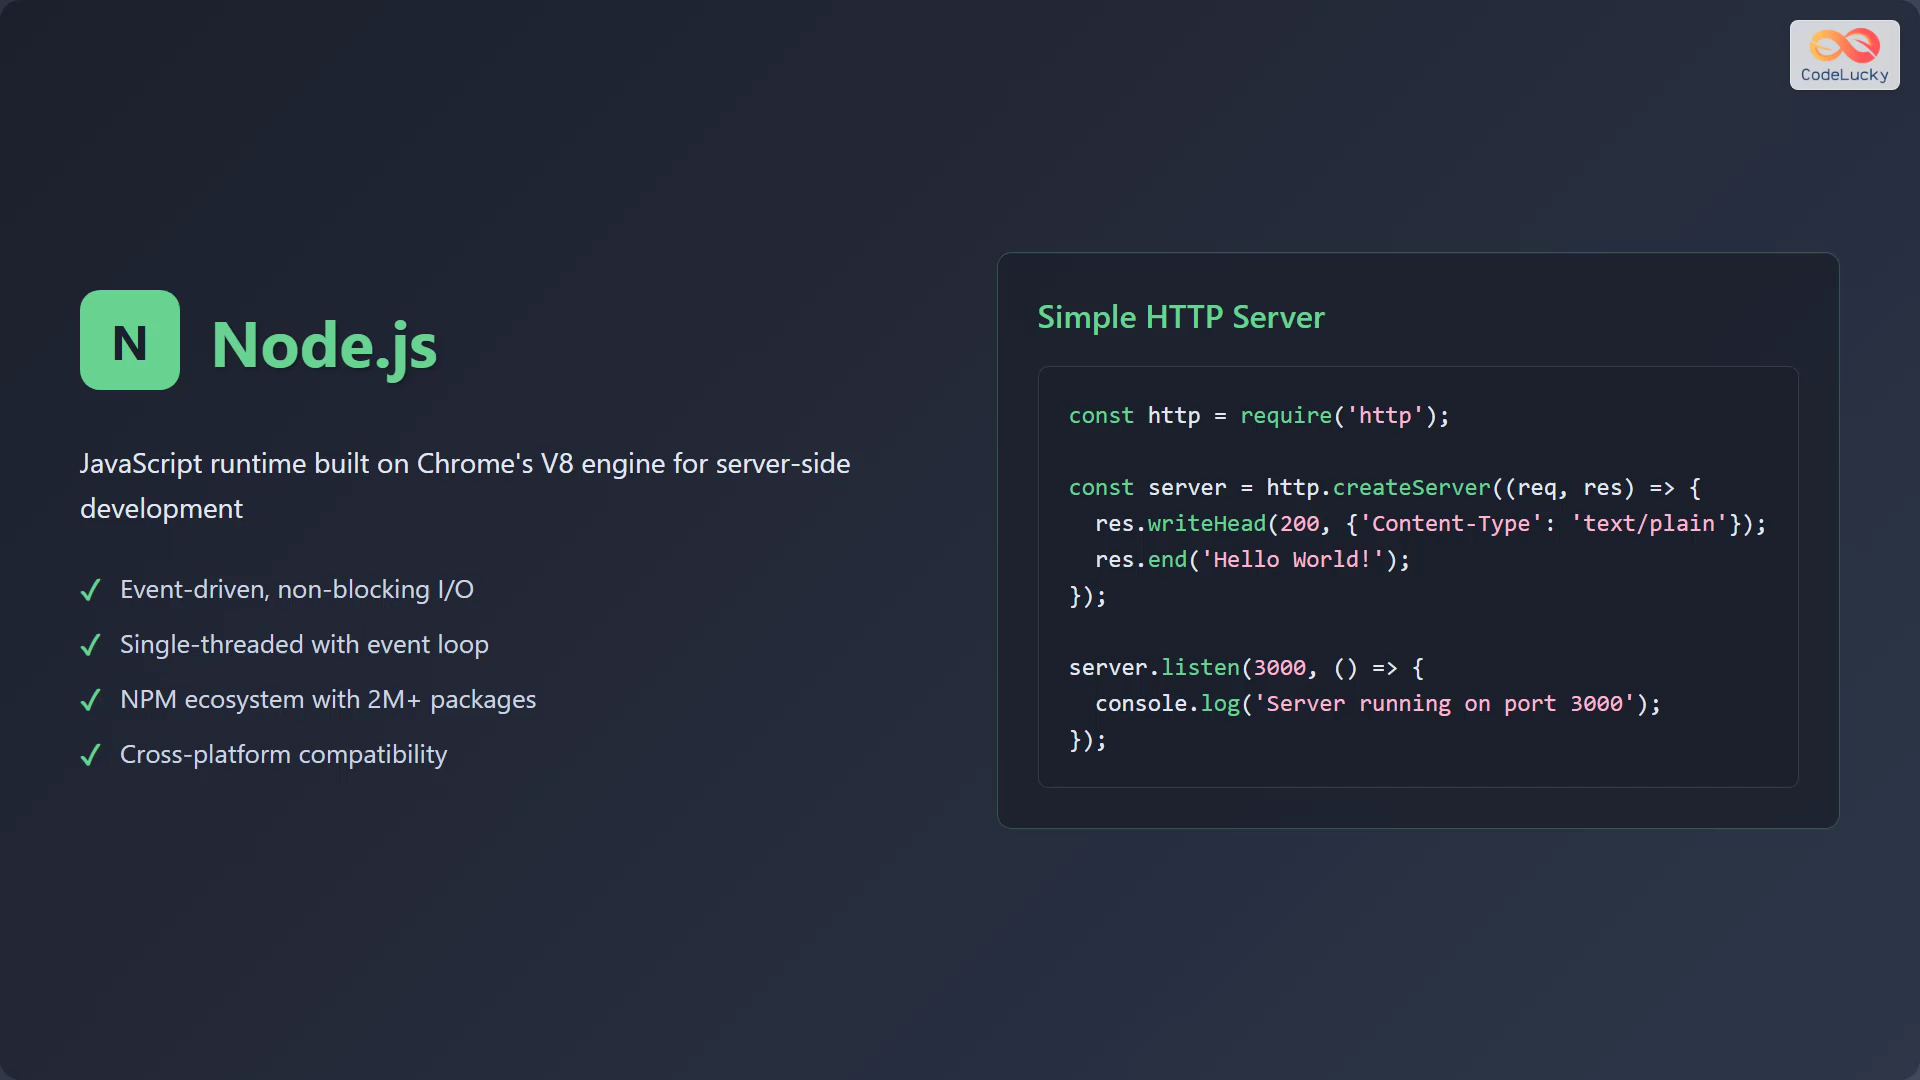 CodeLucky
N
Node.js
JavaScript runtime built on Chrome's V8 engine for server-side
development
✓ Event-driven, non-blocking I/O
✓ Single-threaded with event loop
✓ NPM ecosystem with 2M+ packages
✓ Cross-platform compatibility
Simple HTTP Server
const http = require('http');
const server = http.createServer((req, res) => {
  res.writeHead(200, {'Content-Type': 'text/plain'});
  res.end('Hello World!');
});
server.listen(3000, () => {
  console.log('Server running on port 3000');
});